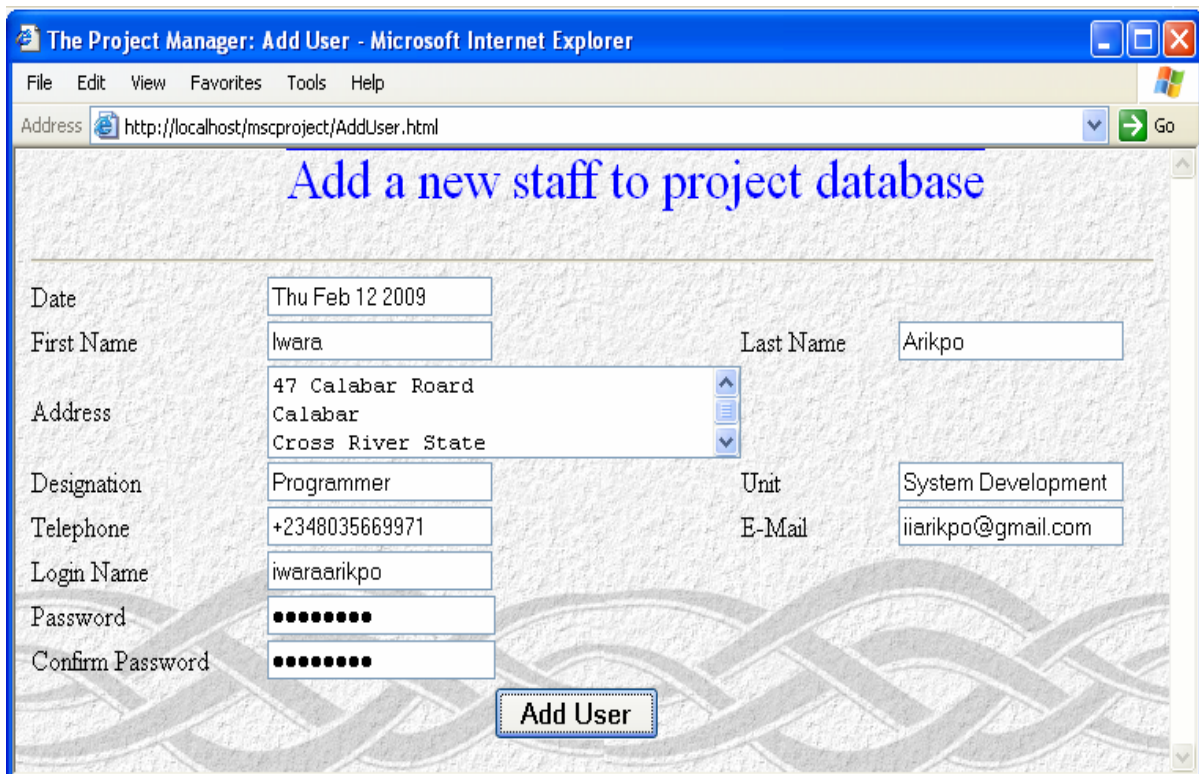 The Project Manager: Add User - Microsoft Internet Explorer
File Edit View Favorites Tools Help
Address http://localhost/mscproject/AddUser.html Go
Add a new staff to project database
Date Thu Feb 12 2009
First Name Iwara Last Name Arikpo
Address 47 Calabar Roard
Calabar
Cross River State
Designation Programmer Unit System Development
Telephone +2348035669971 E-Mail iiarikpo@gmail.com
Login Name iwaraarikpo
Password ●●●●●●●●
Confirm Password ●●●●●●●●
Add User